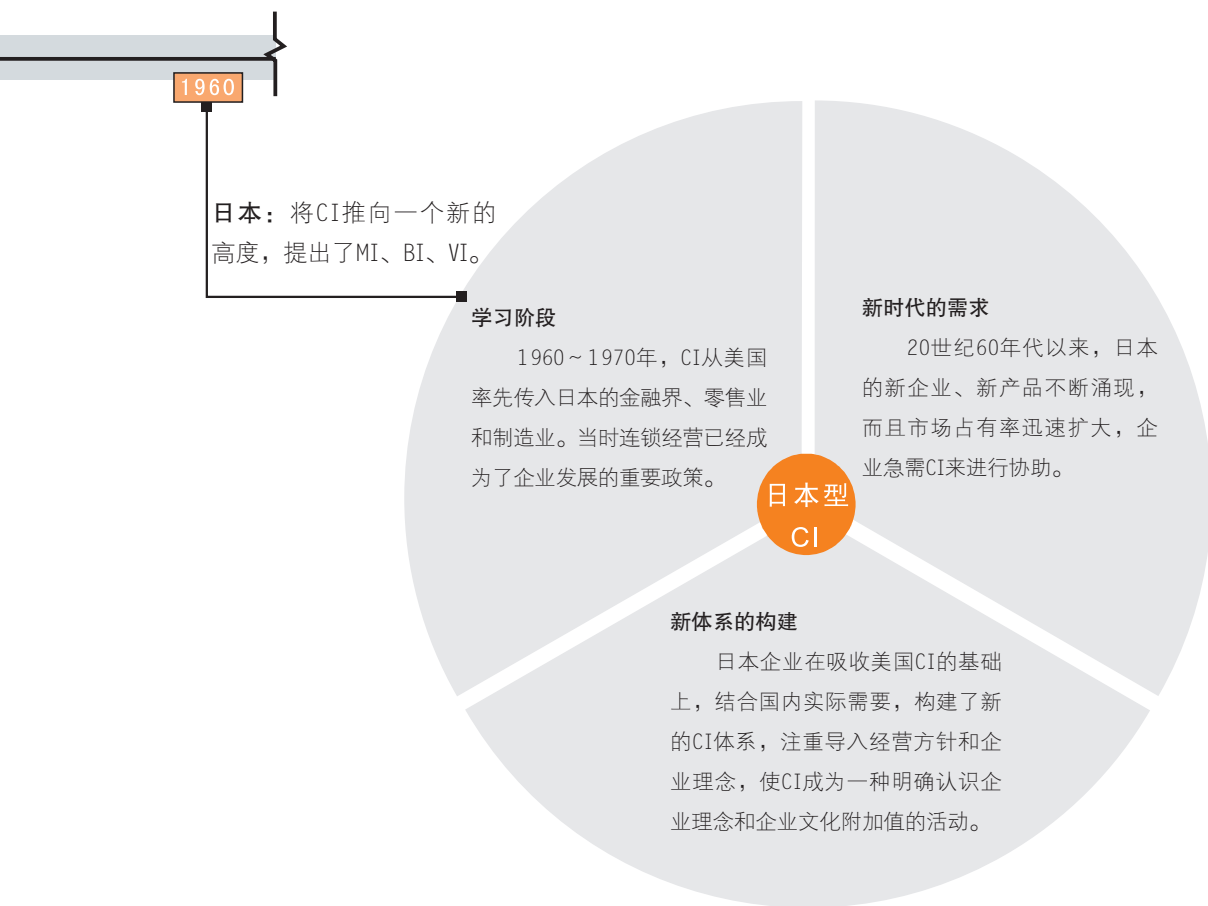 1960
日本：将CI推向一个新的
高度，提出了MI、BI、VI。
学习阶段
1960～1970年，CI从美国
率先传入日本的金融界、零售业
和制造业。当时连锁经营已经成
为了企业发展的重要政策。
新时代的需求
20世纪60年代以来，日本
的新企业、新产品不断涌现，
而且市场占有率迅速扩大，企
业急需CI来进行协助。
日本型
CI
新体系的构建
日本企业在吸收美国CI的基础
上，结合国内实际需要，构建了新
的CI体系，注重导入经营方针和企
业理念，使CI成为一种明确认识企
业理念和企业文化附加值的活动。